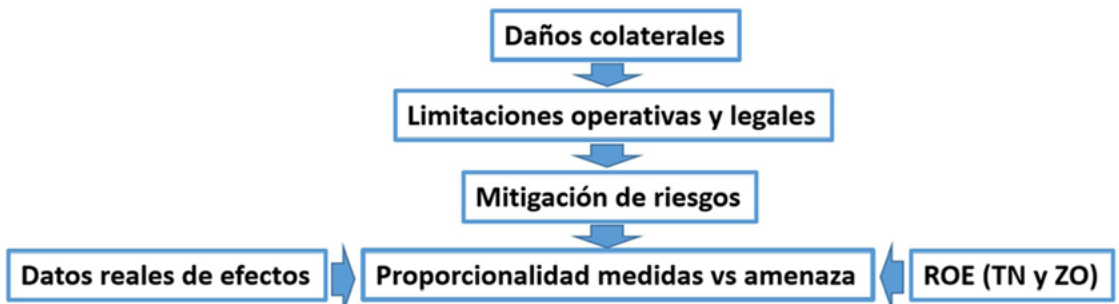 Daños colaterales
Limitaciones operativas y legales
Mitigación de riesgos
Datos reales de efectos
Proporcionalidad medidas vs amenaza
ROE (TN y ZO)